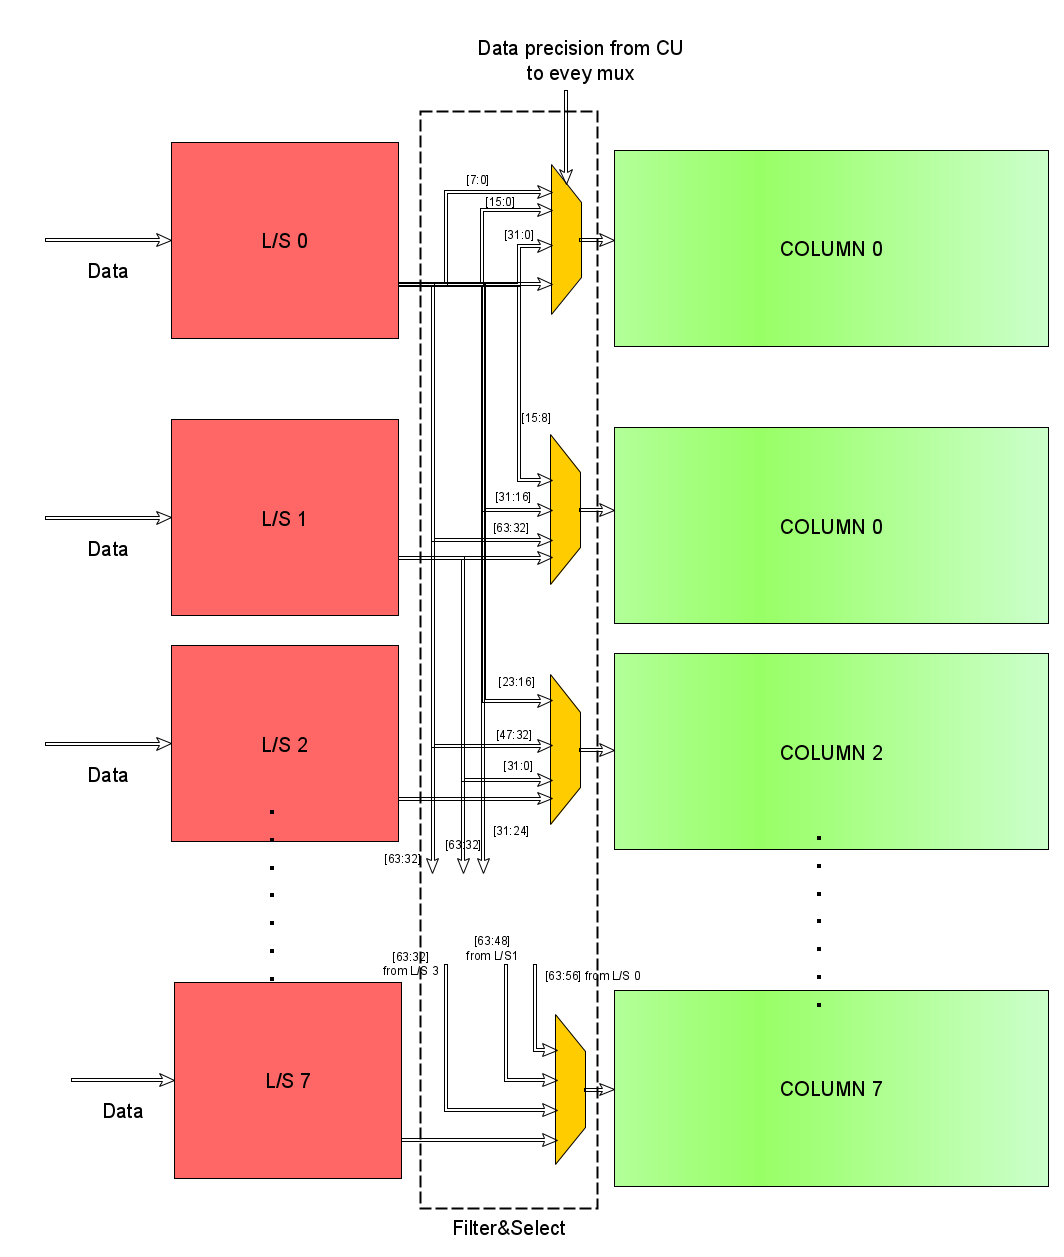 Data precision from CU
to evey mux
L/S 0
Data
[7:0]
[15:0]
[31:0]
COLUMN 0
[15:8]
L/S 1
Data
[31:16]
[63:32]
COLUMN 0
L/S 2
Data
[23:16]
[47:32]
[31:0]
COLUMN 2
[63:32]
[63:32]
[31:24]
[63:32]
from L/S 3
[63:48]
from L/S1
[63:56] from L/S 0
L/S 7
Data
COLUMN 7
Filter&Select